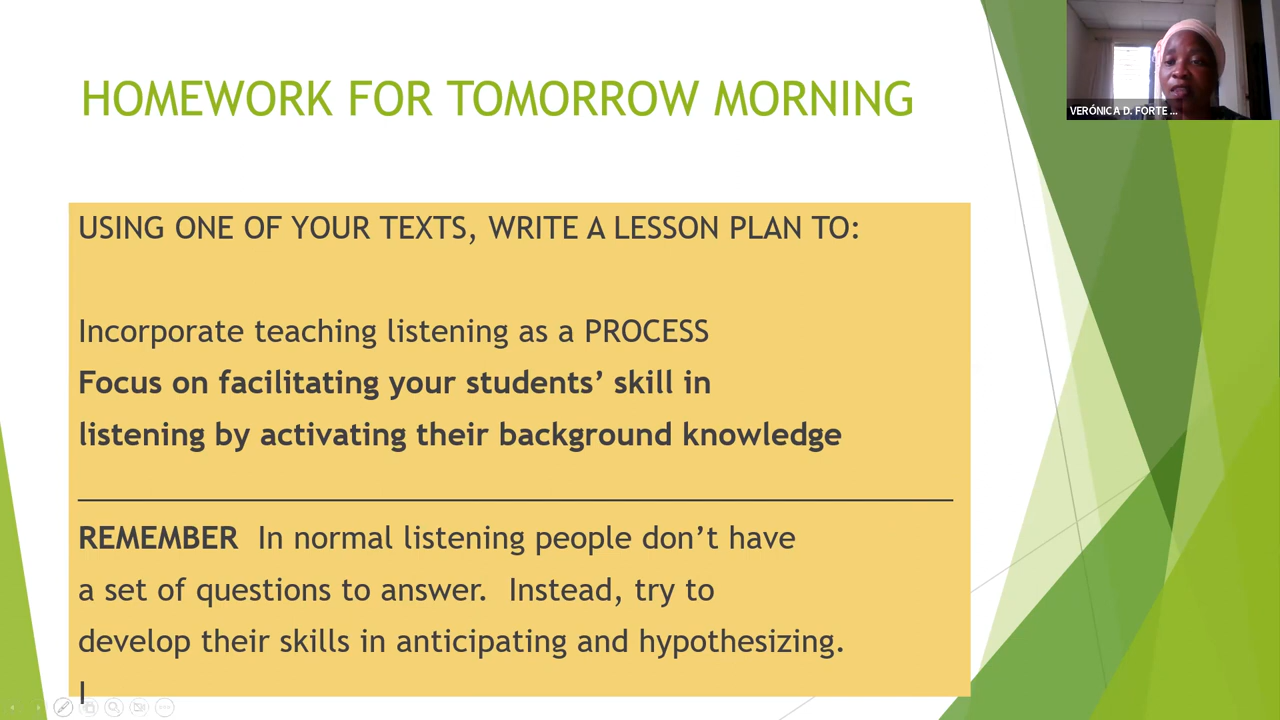 HOMEWORK FOR TOMORROW MORNING
VERÓNICA D. FORTE ...
USING ONE OF YOUR TEXTS, WRITE A LESSON PLAN TO:
Incorporate teaching listening as a PROCESS
Focus on facilitating your students’ skill in
listening by activating their background knowledge
REMEMBER In normal listening people don’t have
a set of questions to answer. Instead, try to
develop their skills in anticipating and hypothesizing.
I